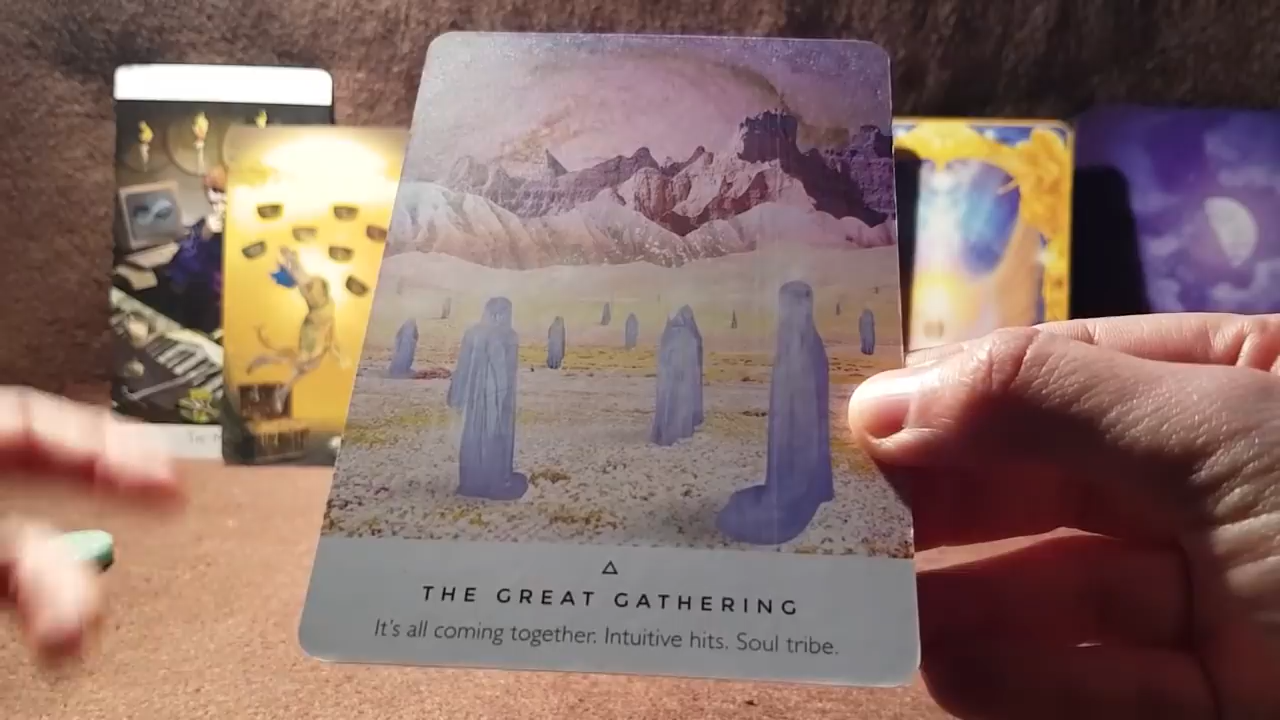 THE GREAT GATHERING
It's all coming together. Intuitive hits. Soul tribe.